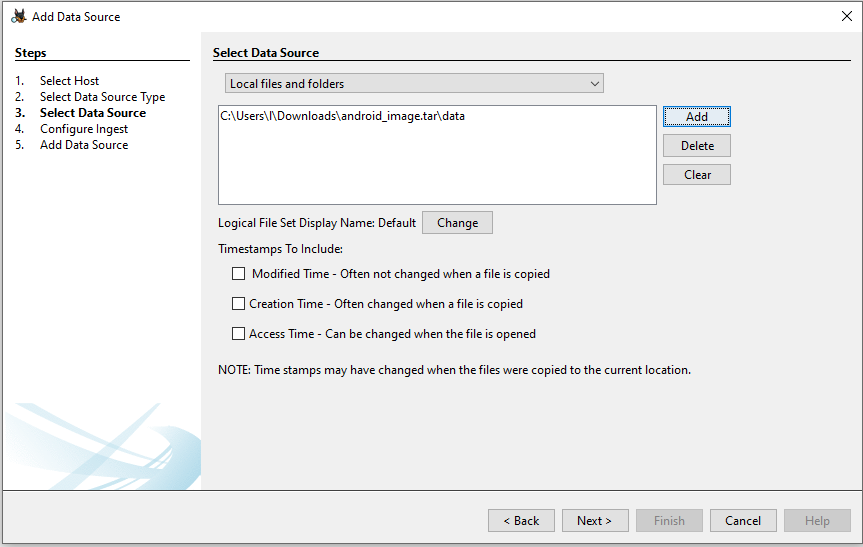 Add Data Source
Steps
1. Select Host
2. Select Data Source Type
3. Select Data Source
4. Configure Ingest
5. Add Data Source
Select Data Source
Local files and folders
C:\Users\I\Downloads\android_image.tar\data
Add
Delete
Clear
Logical File Set Display Name: Default Change
Timestamps To Include:
Modified Time - Often not changed when a file is copied
Creation Time - Often changed when a file is copied
Access Time - Can be changed when the file is opened
NOTE: Time stamps may have changed when the files were copied to the current location.
< Back Next > Finish Cancel Help